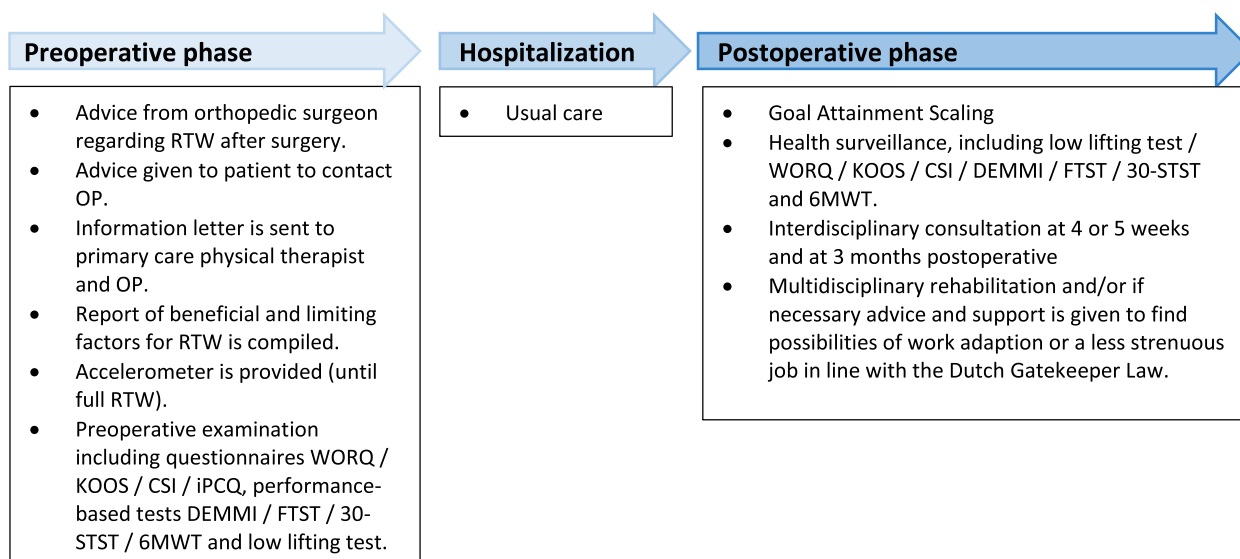 Preoperative phase
Hospitalization
Postoperative phase
• Advice from orthopedic surgeon
regarding RTW after surgery.
• Advice given to patient to contact
OP.
• Information letter is sent to
primary care physical therapist
and OP.
• Report of beneficial and limiting
factors for RTW is compiled.
• Accelerometer is provided (until
full RTW).
• Preoperative examination
including questionnaires WORQ /
KOOS / CSI / iPCQ, performance-
based tests DEMMI / FTST / 30-
STST / 6MWT and low lifting test.
• Usual care
• Goal Attainment Scaling
• Health surveillance, including low lifting test /
WORQ / KOOS / CSI / DEMMI / FTST / 30-STST
and 6MWT.
• Interdisciplinary consultation at 4 or 5 weeks
and at 3 months postoperative
• Multidisciplinary rehabilitation and/or if
necessary advice and support is given to find
possibilities of work adaption or a less strenuous
job in line with the Dutch Gatekeeper Law.